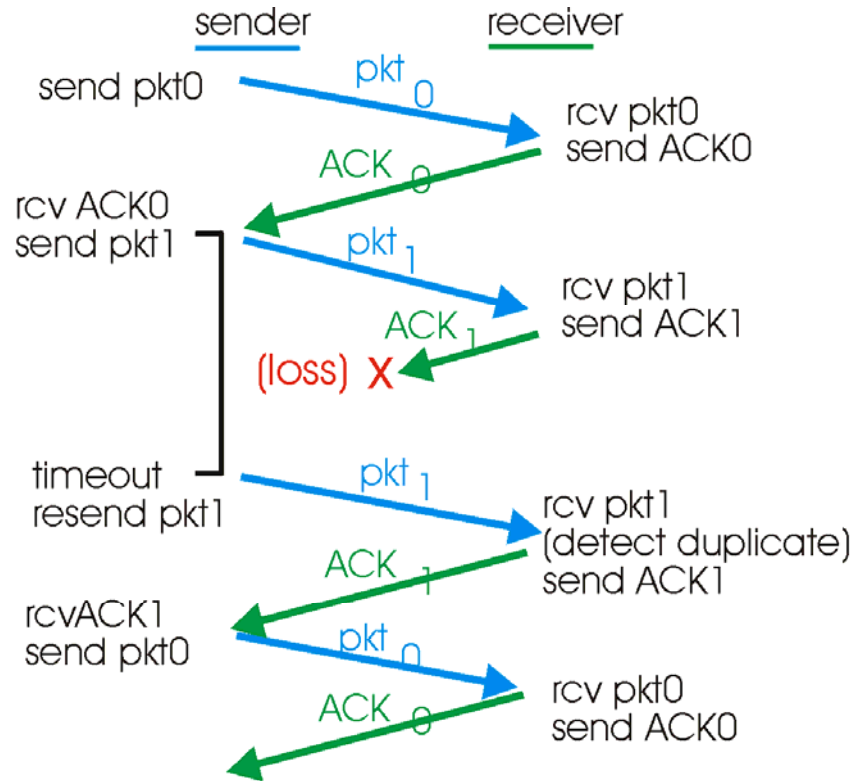 sender
receiver
send pkt0
pkt 0
rcv pkt0
send ACK0
ACK 0
rcv ACK0
send pkt1
pkt 1
rcv pkt1
send ACK1
ACK 1
(loss) X
timeout
resend pkt1
pkt 1
rcv pkt1
(detect duplicate)
send ACK1
ACK 1
rcvACK1
send pkt0
pkt 0
rcv pkt0
send ACK0
ACK 0